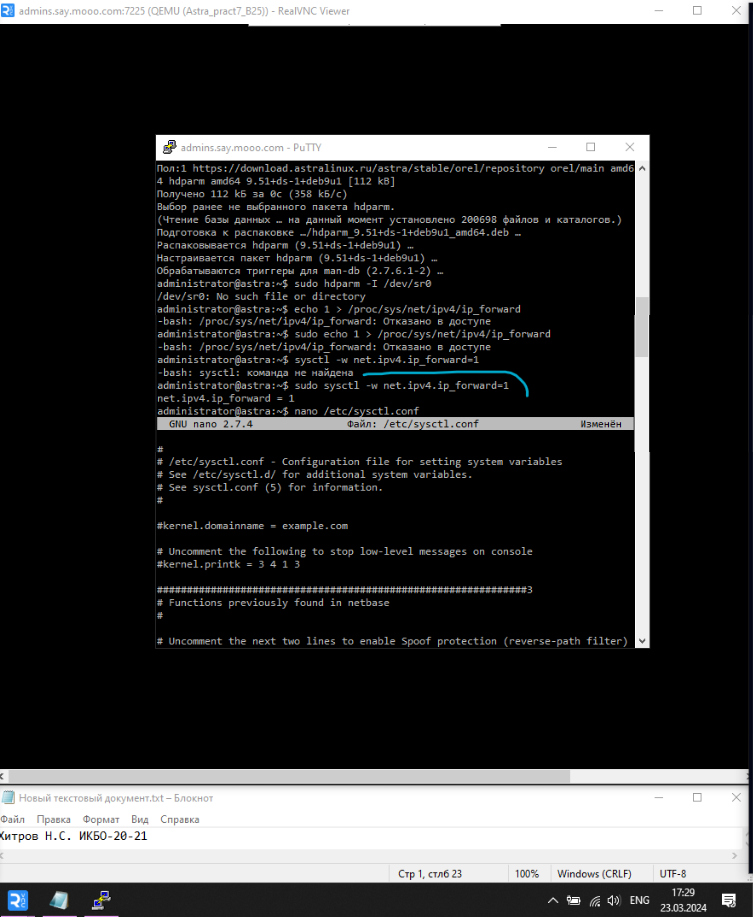 admins.say.mooo.com:7225 (QEMU (Astra_pract7_B25)) - RealVNC Viewer
admins.say.mooo.com - PuTTY
Пол:1 https://download.astralinux.ru/astra/stable/orel/repository orel/main amd6
4 hdparm amd64 9.51+ds-1+deb9u1 [112 kB]
Получено 112 кБ за 0с (358 кБ/с)
Выбор ранее не выбранного пакета hdparm.
(Чтение базы данных … на данный момент установлено 200698 файлов и каталогов.)
Подготовка к распаковке …/hdparm_9.51+ds-1+deb9u1_amd64.deb …
Распаковывается hdparm (9.51+ds-1+deb9u1) …
Настраивается пакет hdparm (9.51+ds-1+deb9u1) …
Обрабатываются триггеры для man-db (2.7.6.1-2) …
administrator@astra:~$ sudo hdparm -I /dev/sr0
/dev/sr0: No such file or directory
administrator@astra:~$ echo 1 > /proc/sys/net/ipv4/ip_forward
-bash: /proc/sys/net/ipv4/ip_forward: Отказано в доступе
administrator@astra:~$ sudo echo 1 > /proc/sys/net/ipv4/ip_forward
-bash: /proc/sys/net/ipv4/ip_forward: Отказано в доступе
administrator@astra:~$ sysctl -w net.ipv4.ip_forward=1
-bash: sysctl: команда не найдена
administrator@astra:~$ sudo sysctl -w net.ipv4.ip_forward=1
net.ipv4.ip_forward = 1
administrator@astra:~$ nano /etc/sysctl.conf
GNU nano 2.7.4 Файл: /etc/sysctl.conf Изменён
#
# /etc/sysctl.conf - Configuration file for setting system variables
# See /etc/sysctl.d/ for additional system variables.
# See sysctl.conf (5) for information.
#
#kernel.domainname = example.com
# Uncomment the following to stop low-level messages on console
#kernel.printk = 3 4 1 3
##############################################################3
# Functions previously found in netbase
#
# Uncomment the next two lines to enable Spoof protection (reverse-path filter)
Новый текстовый документ.txt – Блокнот
Файл Правка Формат Вид Справка
Хитров Н.С. ИКБО-20-21
Стр 1, стлб 23 100% Windows (CRLF) UTF-8
ENG 17:29
23.03.2024